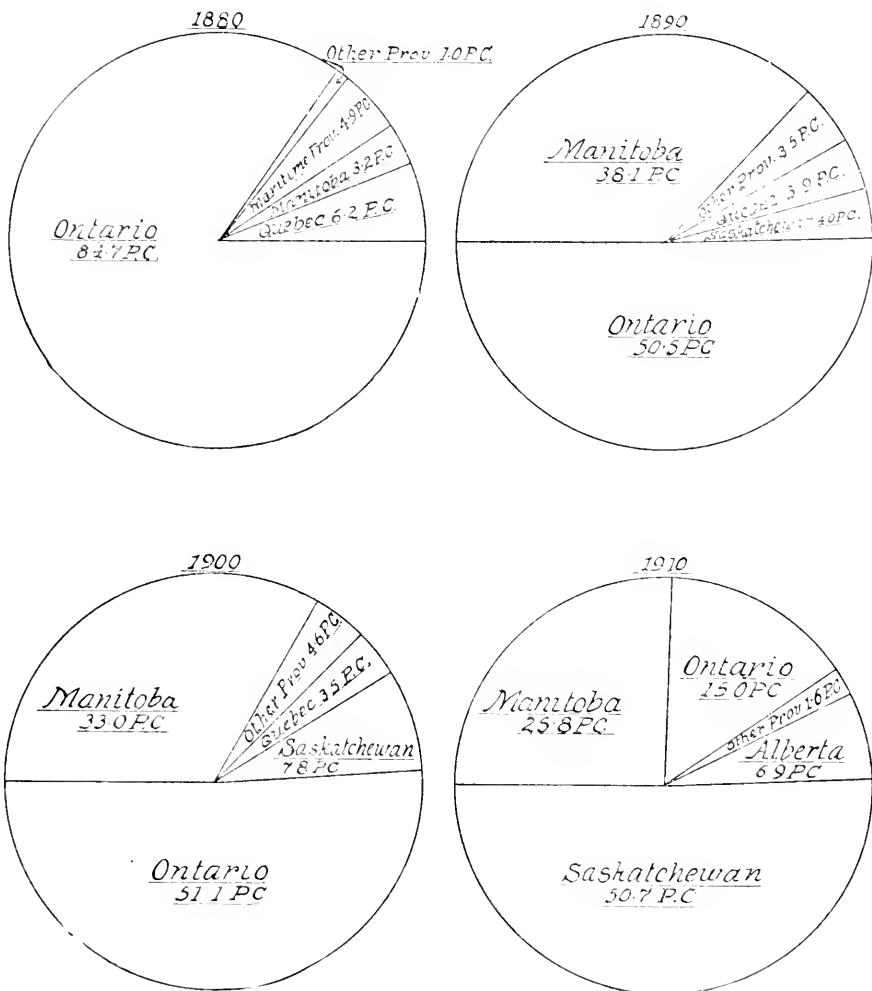 1880
Other Prov 1.0 P.C.
Maritime Prov. 4.9 P.C.
Manitoba 3.2 P.C
Quebec 6.2 P.C.
Ontario
84.7 P.C.
1890
Manitoba
38.1 P.C
Other Prov. 3.5 P.C.
Quebec 3.9 P.C.
Saskatchewan 4.0 P.C.
Ontario
50.5 P.C
1900
Manitoba
33.0 P.C
Other Prov 4.6 P.C.
Quebec 3.5 P.C.
Saskatchewan
7.8 P.C
Ontario
51.1 P.C
1910
Manitoba
25.8 P.C.
Ontario
15.0 P.C
Other Prov 1.6 P.C
Alberta
6.9 P.C
Saskatchewan
50.7 P.C